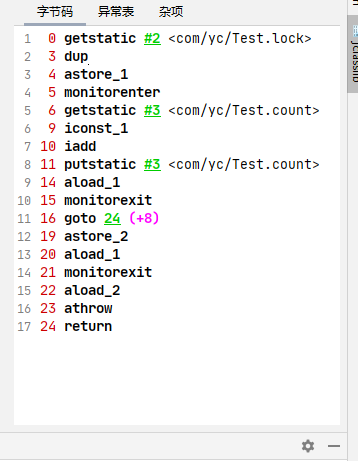 字节码 异常表 杂项
1 0 getstatic #2 <com/yc/Test.lock>
2 3 dup
3 4 astore_1
4 5 monitorenter
5 6 getstatic #3 <com/yc/Test.count>
6 9 iconst_1
7 10 iadd
8 11 putstatic #3 <com/yc/Test.count>
9 14 aload_1
10 15 monitorexit
11 16 goto 24 (+8)
12 19 astore_2
13 20 aload_1
14 21 monitorexit
15 22 aload_2
16 23 athrow
17 24 return
jclasslib